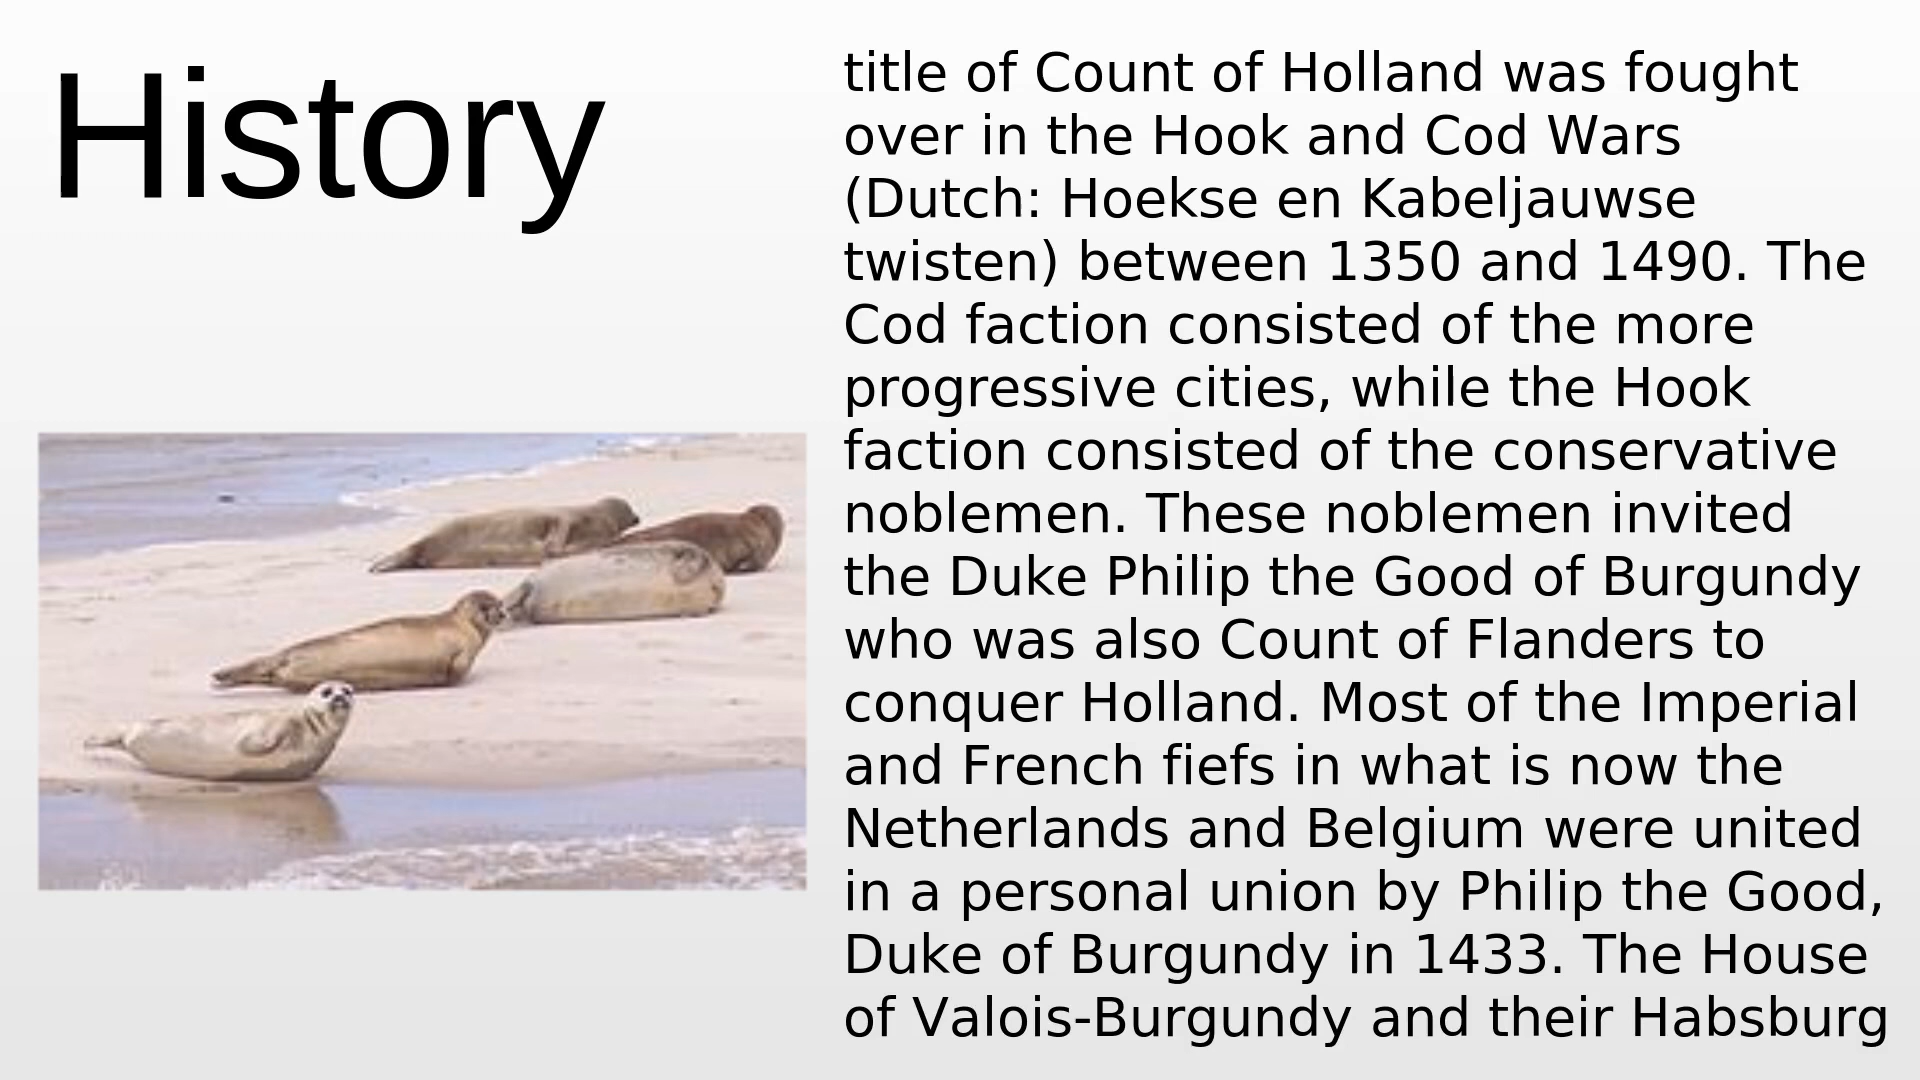 History
title of Count of Holland was fought
over in the Hook and Cod Wars
(Dutch: Hoekse en Kabeljauwse
twisten) between 1350 and 1490. The
Cod faction consisted of the more
progressive cities, while the Hook
faction consisted of the conservative
noblemen. These noblemen invited
the Duke Philip the Good of Burgundy
who was also Count of Flanders to
conquer Holland. Most of the Imperial
and French fiefs in what is now the
Netherlands and Belgium were united
in a personal union by Philip the Good,
Duke of Burgundy in 1433. The House
of Valois-Burgundy and their Habsburg